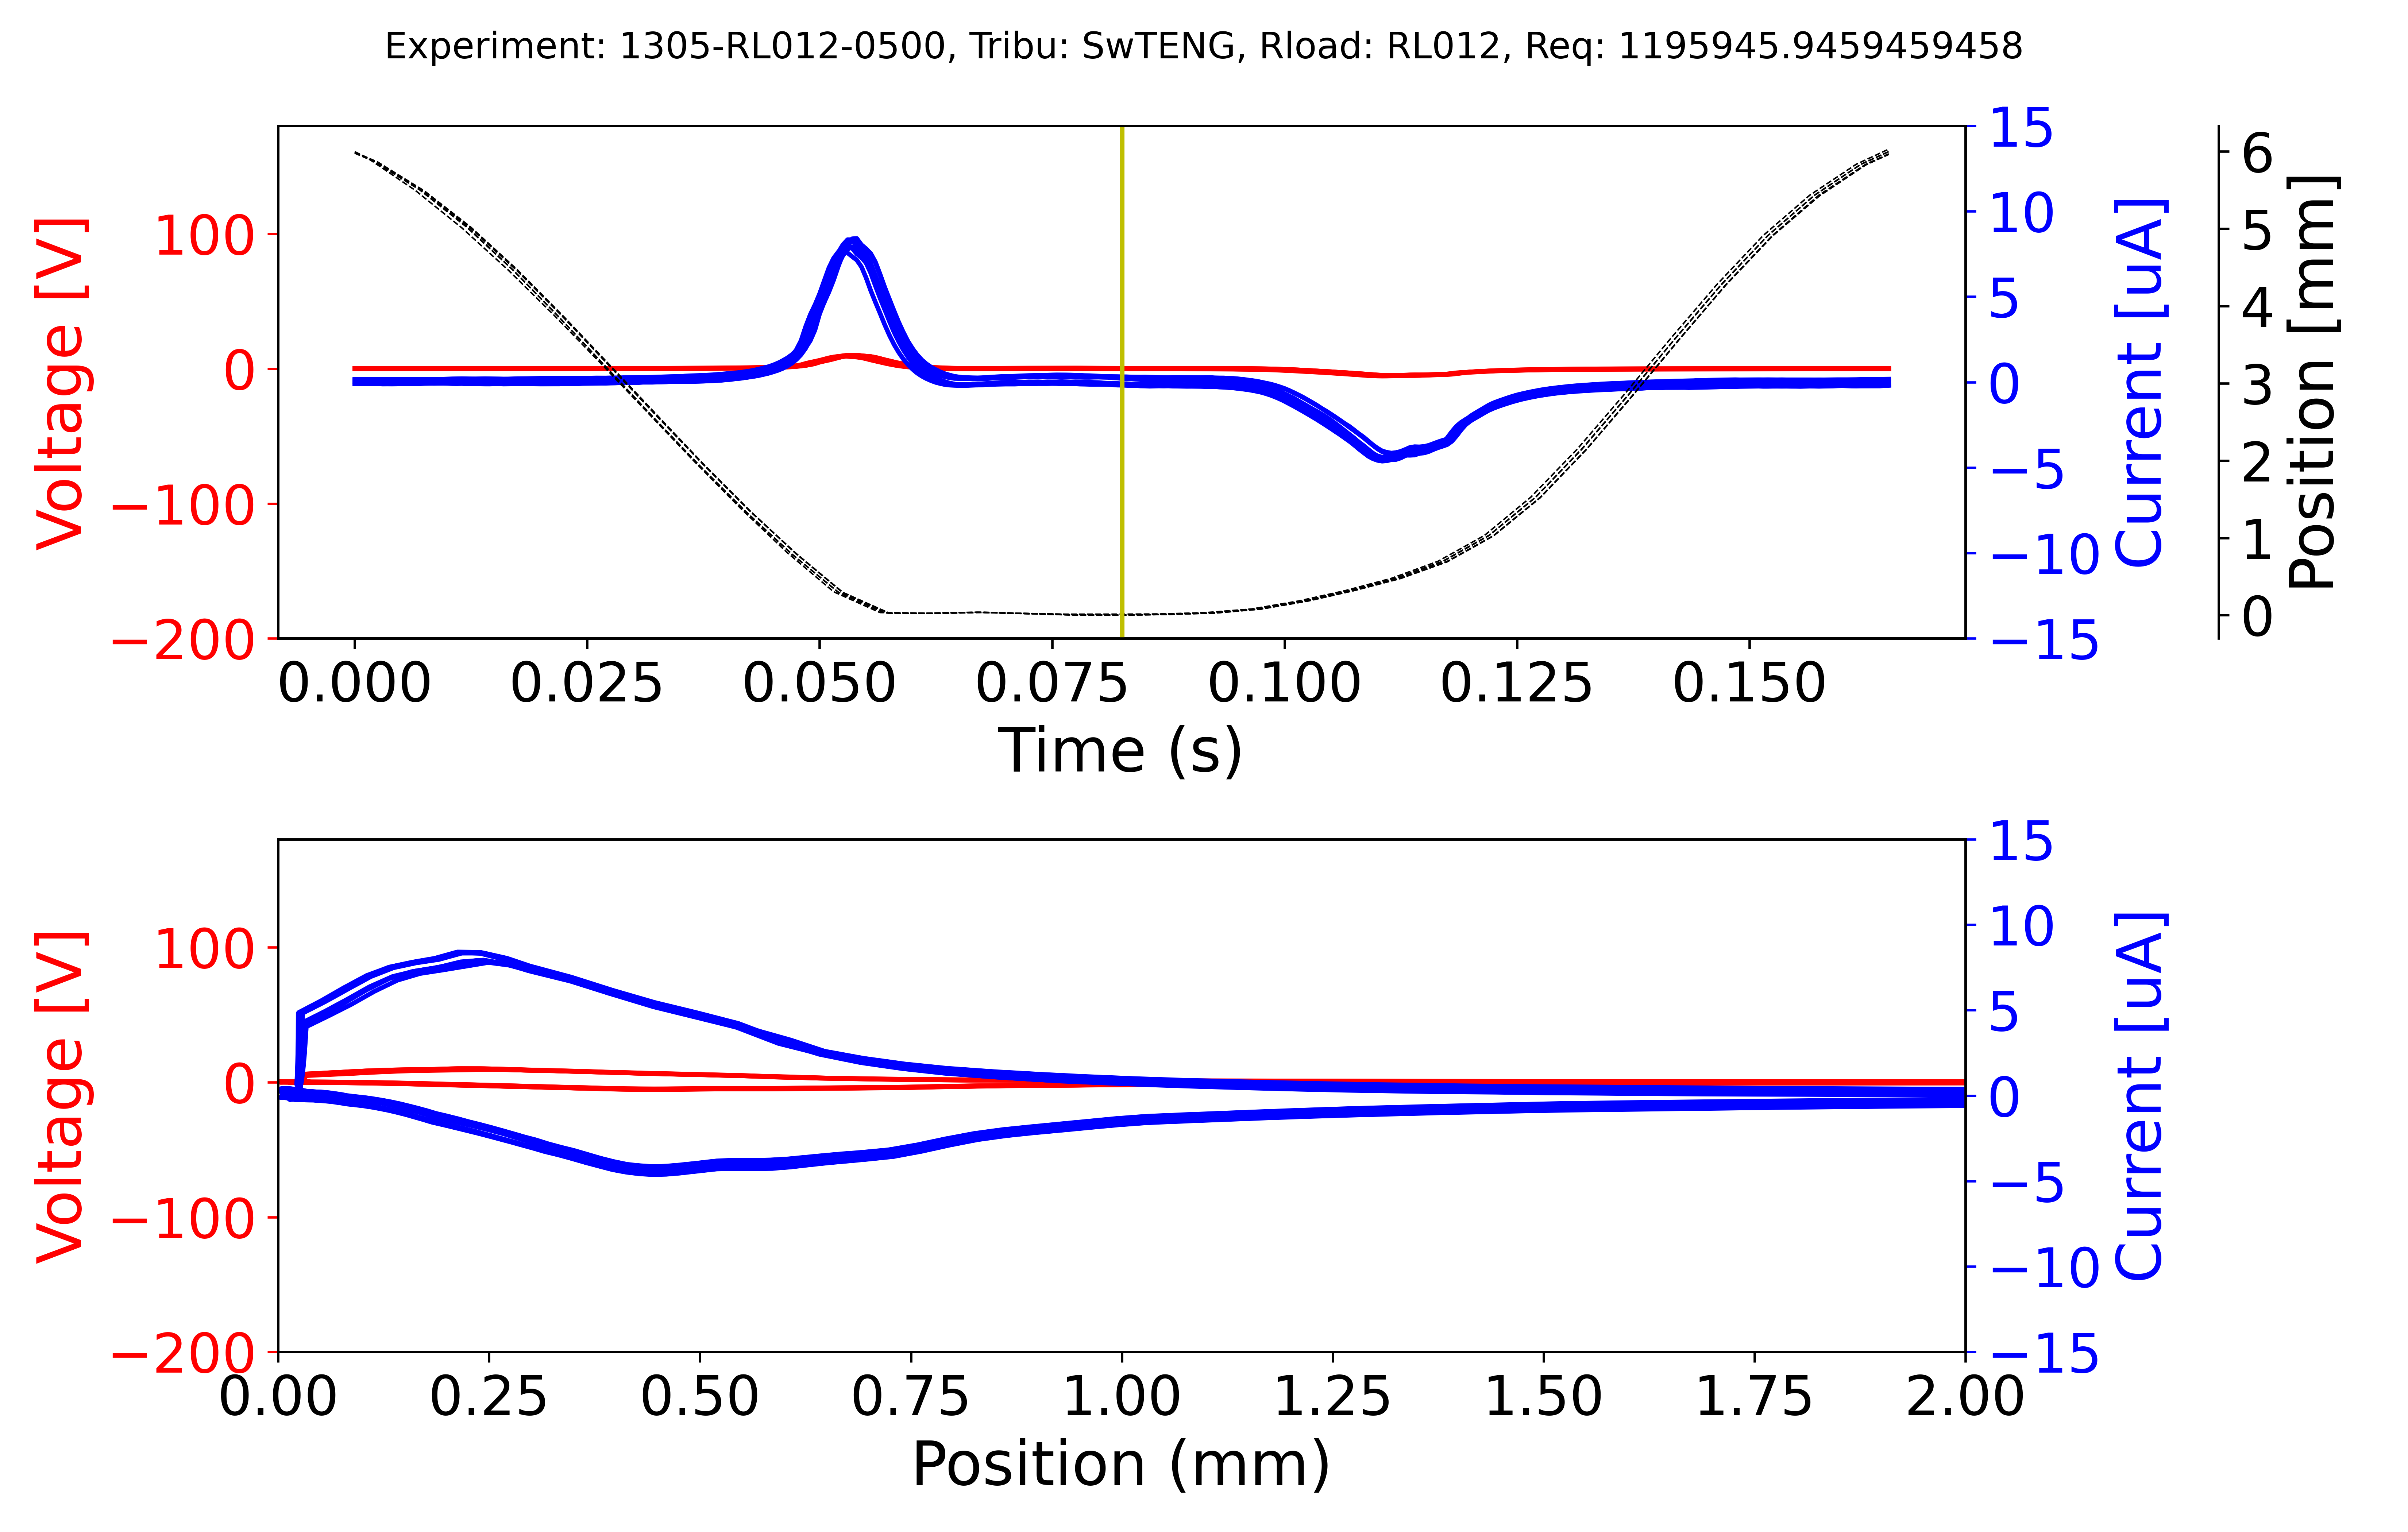 Experiment: 1305-RL012-0500, Tribu: SwTENG, Rload: RL012, Req: 1195945.9459459458
Voltage [V]
100
0
−100
−200
15
10
5
0
−5
−10
−15
Current [uA]
6
5
4
3
2
1
0
Position [mm]
0.000 0.025 0.050 0.075 0.100 0.125 0.150
Time (s)
Voltage [V]
100
0
−100
−200
15
10
5
0
−5
−10
−15
Current [uA]
0.00 0.25 0.50 0.75 1.00 1.25 1.50 1.75 2.00
Position (mm)